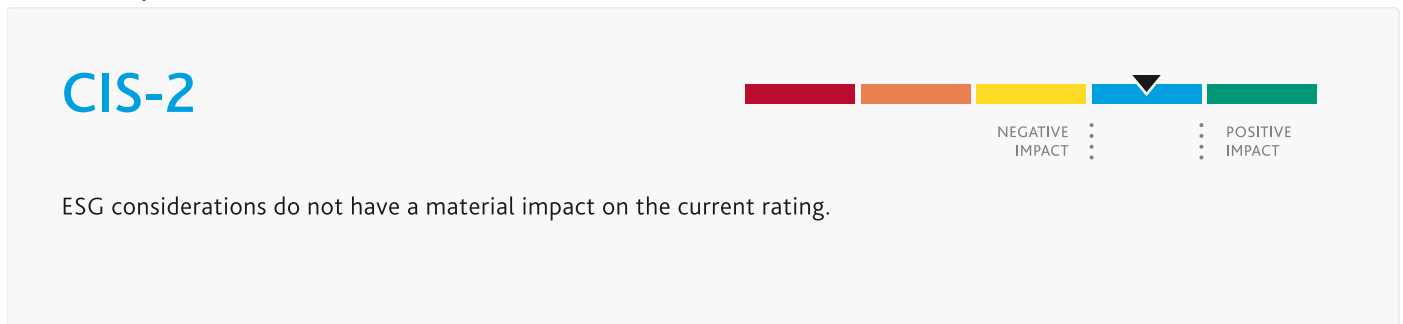 CIS-2
NEGATIVE
IMPACT
POSITIVE
IMPACT
ESG considerations do not have a material impact on the current rating.